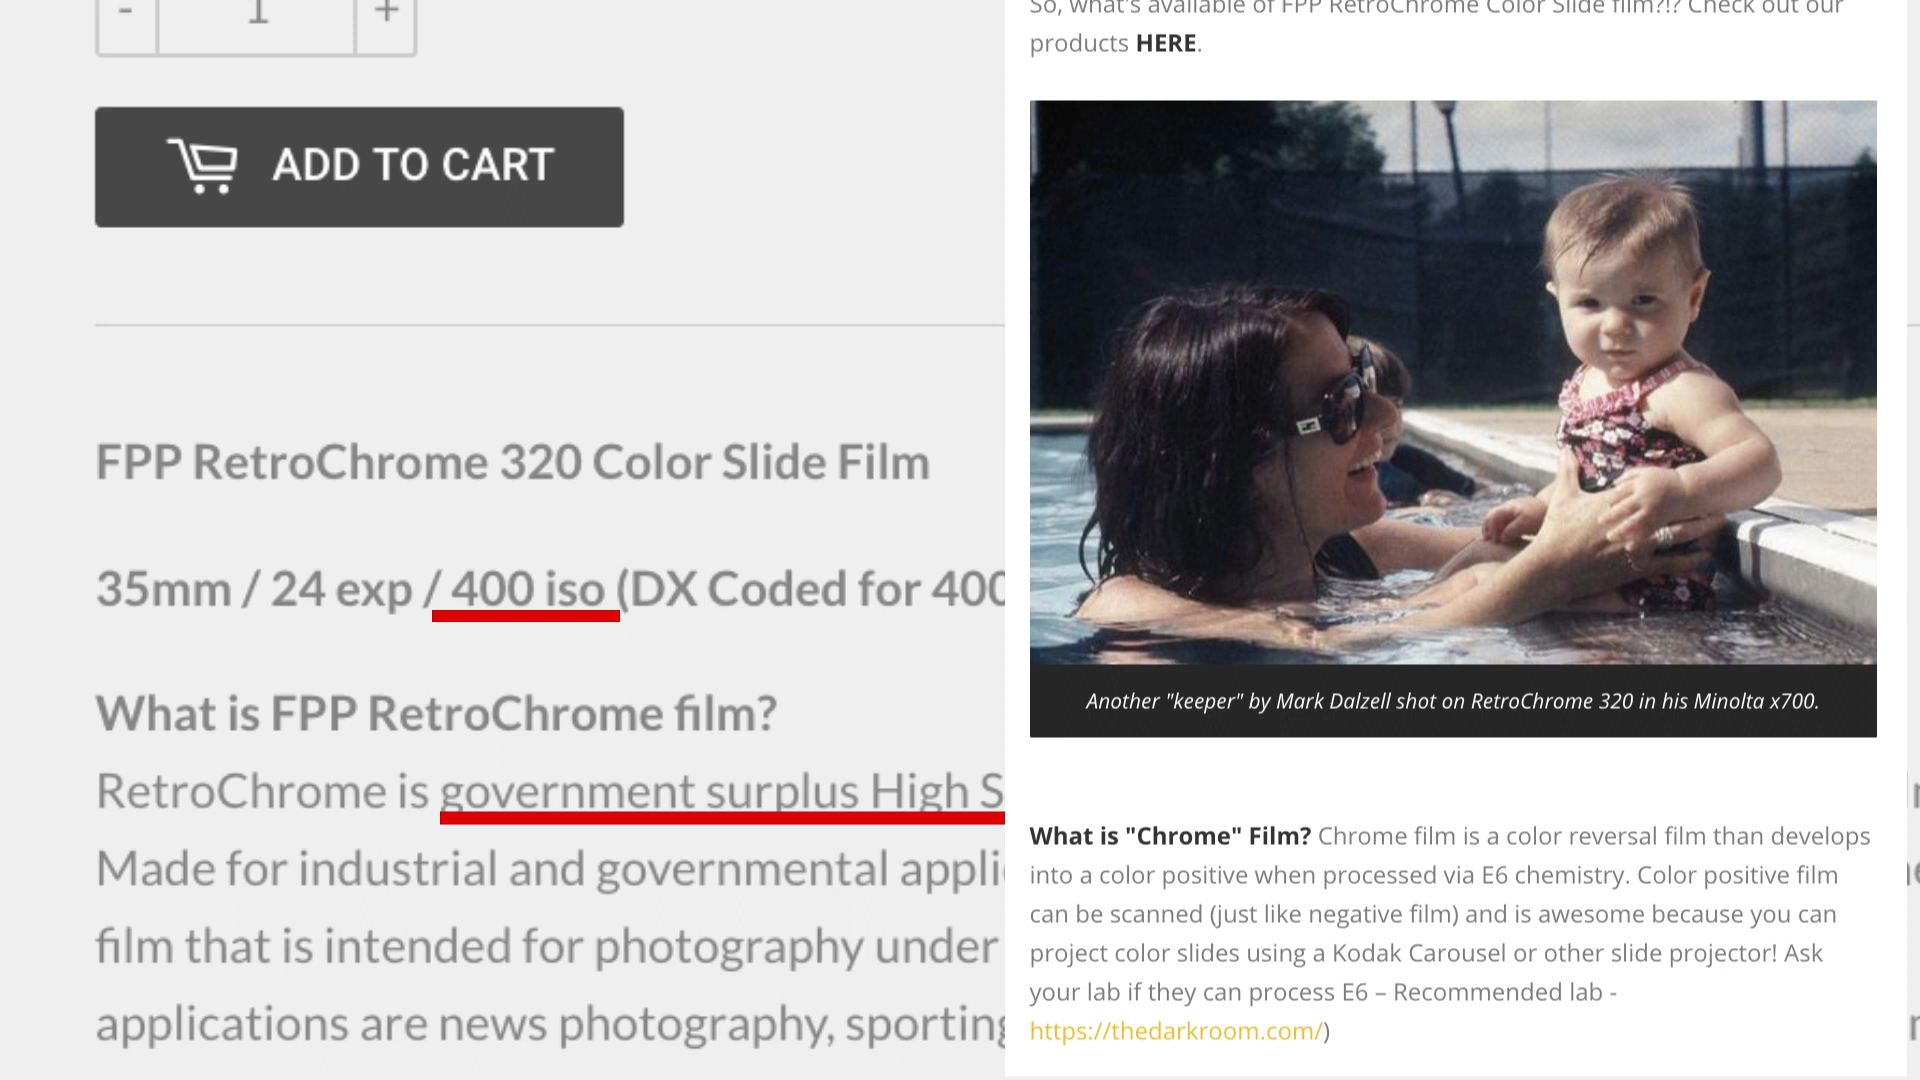 - 1 +
ADD TO CART
FPP RetroChrome 320 Color Slide Film
35mm / 24 exp / 400 iso (DX Coded for 400
What is FPP RetroChrome film?
RetroChrome is government surplus High S
Made for industrial and governmental appli
film that is intended for photography under
applications are news photography, sporting
So, what's available of FPP RetroChrome Color Slide film?!? Check out our
products HERE.
Another "keeper" by Mark Dalzell shot on RetroChrome 320 in his Minolta x700.
What is "Chrome" Film? Chrome film is a color reversal film than develops
into a color positive when processed via E6 chemistry. Color positive film
can be scanned (just like negative film) and is awesome because you can
project color slides using a Kodak Carousel or other slide projector! Ask
your lab if they can process E6 – Recommended lab -
https://thedarkroom.com/)